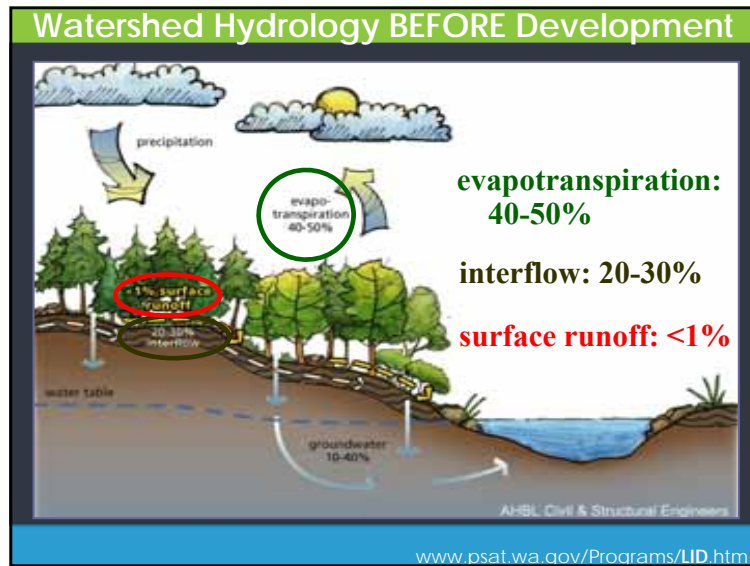 Watershed Hydrology BEFORE Development
precipitation
evapo-
transpiration
40-50%
evapotranspiration:
40-50%
interflow: 20-30%
surface runoff: <1%
<1% surface
runoff
20-30%
interflow
water table
groundwater
10-40%
AHBL Civil & Structural Engineers
www.psat.wa.gov/Programs/LID.htm